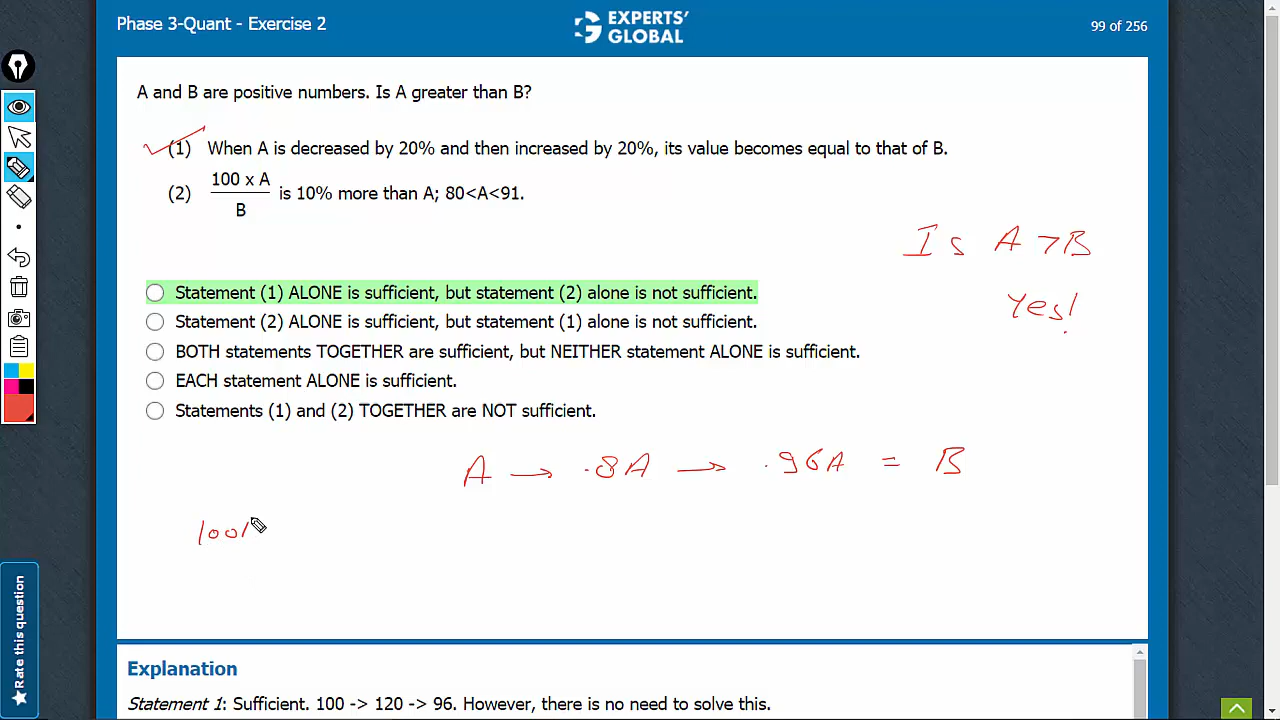 Phase 3-Quant - Exercise 2
EXPERTS'
GLOBAL
99 of 256
A and B are positive numbers. Is A greater than B?
(1) When A is decreased by 20% and then increased by 20%, its value becomes equal to that of B.
100 x A
(2) is 10% more than A; 80<A<91.
B
Is A >B
Yes!
Statement (1) ALONE is sufficient, but statement (2) alone is not sufficient.
Statement (2) ALONE is sufficient, but statement (1) alone is not sufficient.
BOTH statements TOGETHER are sufficient, but NEITHER statement ALONE is sufficient.
EACH statement ALONE is sufficient.
Statements (1) and (2) TOGETHER are NOT sufficient.
A → .8A → .96A = B
100
Rate this question
Explanation
Statement 1: Sufficient. 100 -> 120 -> 96. However, there is no need to solve this.